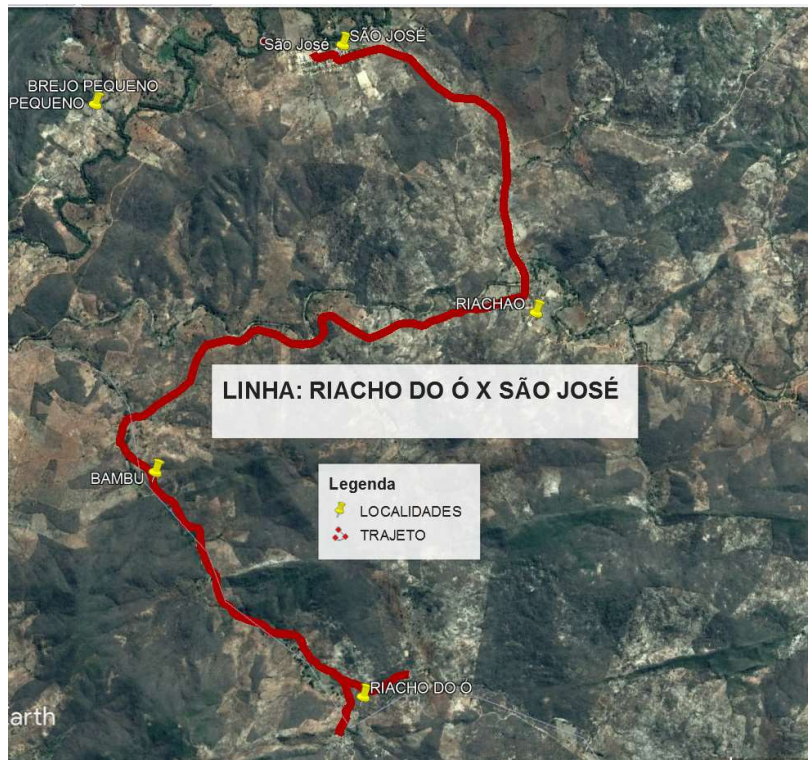 São José
SÃO JOSÉ
BREJO PEQUENO
PEQUENO
RIACHÃO
LINHA: RIACHO DO Ó X SÃO JOSÉ
BAMBU
Legenda
LOCALIDADES
TRAJETO
RIACHO DO Ó
arth